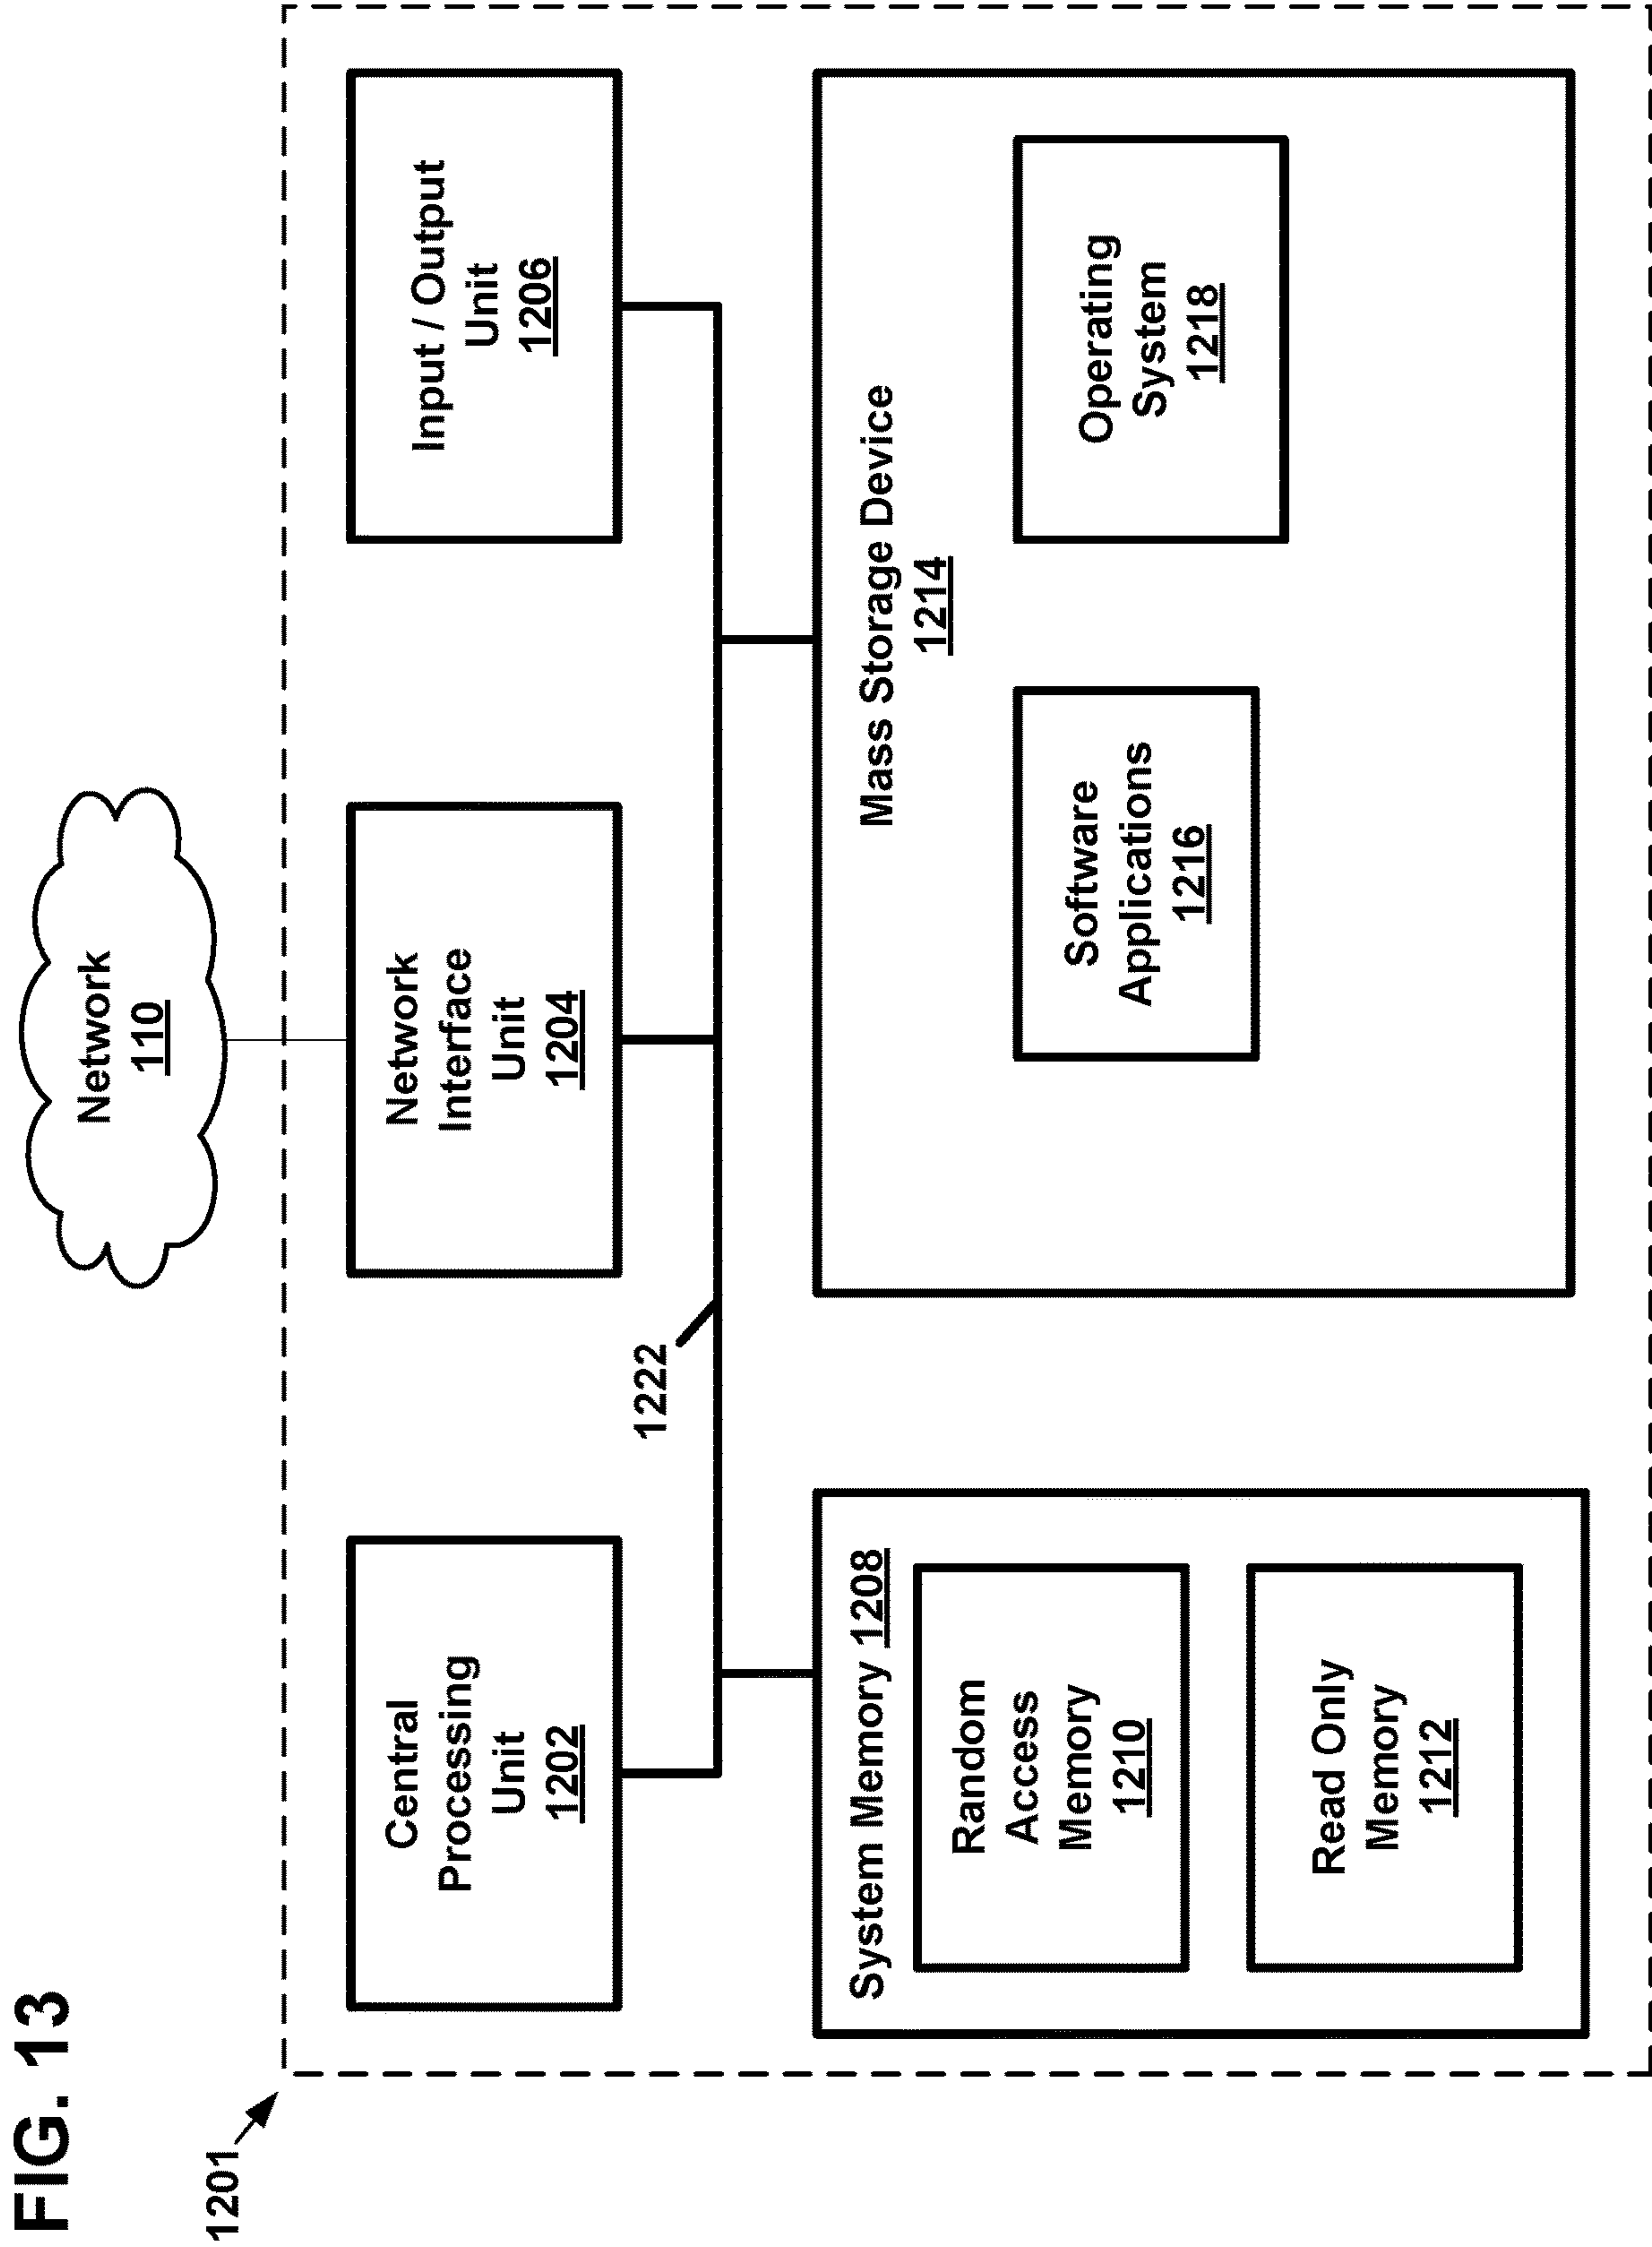 FIG. 13
1201
Network
110
Central
Processing
Unit
1202
Network
Interface
Unit
1204
Input / Output
Unit
1206
1222
System Memory 1208
Random
Access
Memory
1210
Read Only
Memory
1212
Mass Storage Device
1214
Software
Applications
1216
Operating
System
1218